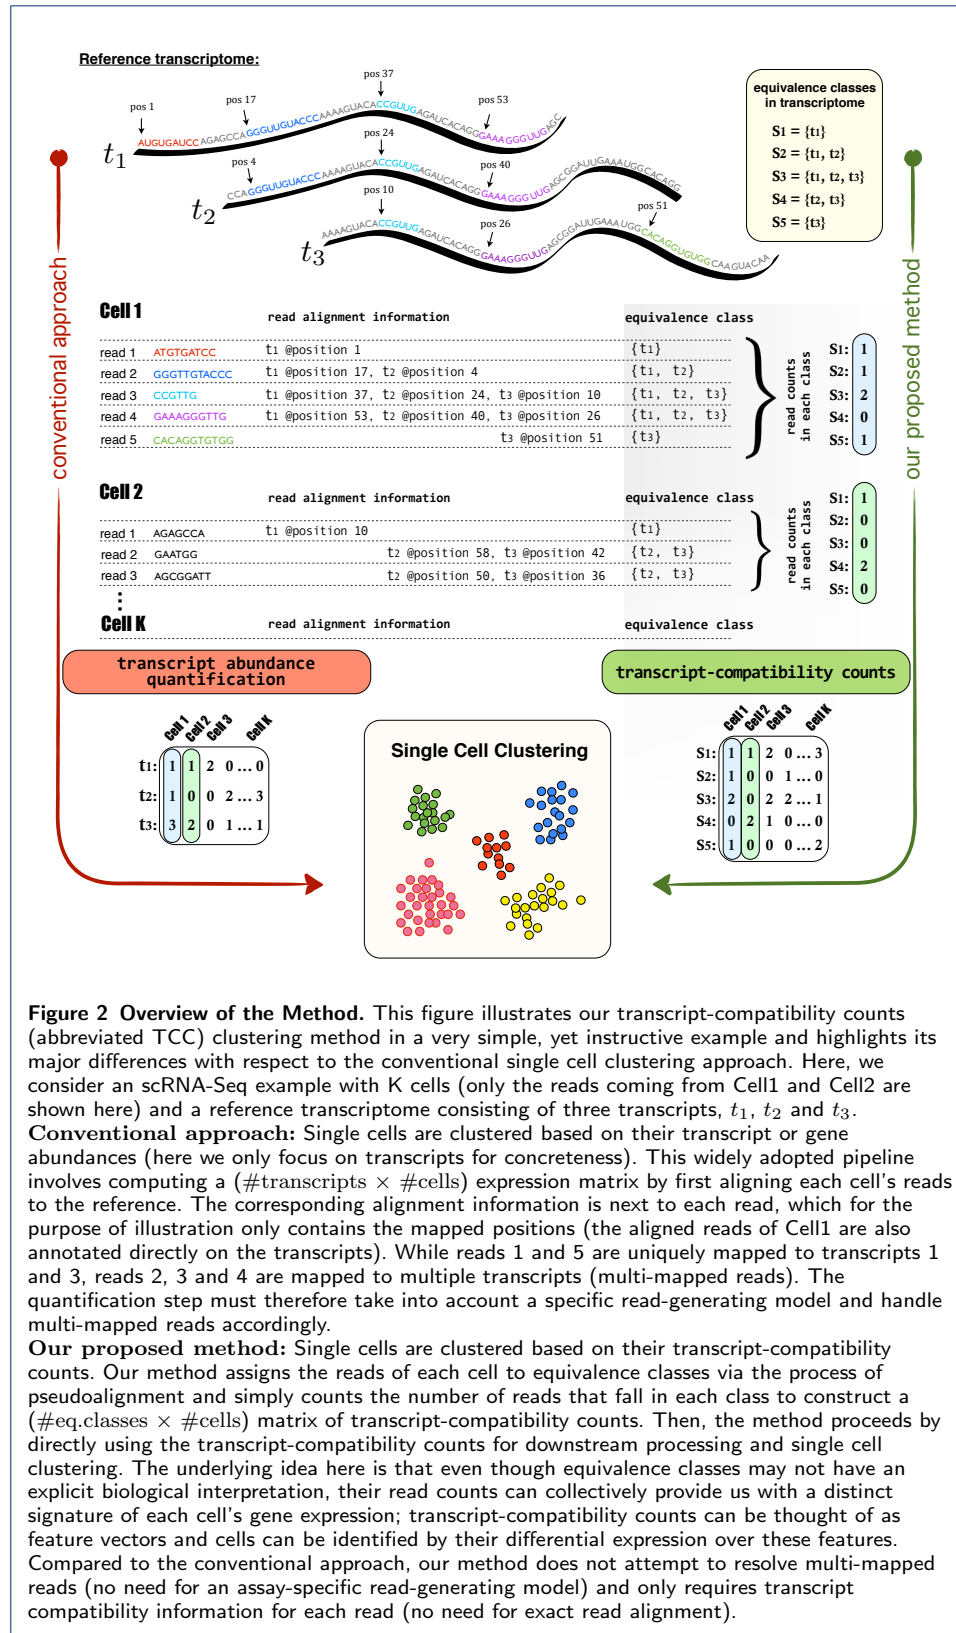 Reference transcriptome:
pos 1
pos 17
pos 37
pos 53
t1
AUGUGAUCCAGAGCCAGGGUUGUACCCAAAAGUACACCGUUGAGAUCACAGGGAAAGGGUUGAGC
pos 4
pos 24
pos 40
t2
CCAGGGUUGUACCCAAAAGUACACCGUUGAGAUCACAGGGAAAGGGUUGAGCGGAUUGAAAUGGCACAGG
pos 10
pos 26
pos 51
t3
AAAAGUACACCGUUGAGAUCACAGGGAAAGGGUUGAGCGGAUUGAAAUGGCACAGGUGUGGCAAGUACAA
equivalence classes
in transcriptome
S1 = {t1}
S2 = {t1, t2}
S3 = {t1, t2, t3}
S4 = {t2, t3}
S5 = {t3}
conventional approach
our proposed method
Cell 1 read alignment information equivalence class
read 1 ATGTGATCC t1 @position 1 {t1}
read 2 GGGTTGTACCC t1 @position 17, t2 @position 4 {t1, t2}
read 3 CCGTTG t1 @position 37, t2 @position 24, t3 @position 10 {t1, t2, t3}
read 4 GAAAGGGTTG t1 @position 53, t2 @position 40, t3 @position 26 {t1, t2, t3}
read 5 CACAGGTGTGG t3 @position 51 {t3}
read counts
in each class
S1: 1
S2: 1
S3: 2
S4: 0
S5: 1
Cell 2 read alignment information equivalence class
read 1 AGAGCCA t1 @position 10 {t1}
read 2 GAATGG t2 @position 58, t3 @position 42 {t2, t3}
read 3 AGCGGATT t2 @position 50, t3 @position 36 {t2, t3}
read counts
in each class
S1: 1
S2: 0
S3: 0
S4: 2
S5: 0
Cell K read alignment information equivalence class
transcript abundance
quantification
transcript-compatibility counts
Cell 1 Cell 2 Cell 3 Cell K
t1: 1 1 2 0 ... 0
t2: 1 0 0 2 ... 3
t3: 3 2 0 1 ... 1
Single Cell Clustering
Cell 1 Cell 2 Cell 3 Cell K
S1: 1 1 2 0 ... 3
S2: 1 0 0 1 ... 0
S3: 2 0 2 2 ... 1
S4: 0 2 1 0 ... 0
S5: 1 0 0 0 ... 2
Figure 2 Overview of the Method. This figure illustrates our transcript-compatibility counts
(abbreviated TCC) clustering method in a very simple, yet instructive example and highlights its
major differences with respect to the conventional single cell clustering approach. Here, we
consider an scRNA-Seq example with K cells (only the reads coming from Cell1 and Cell2 are
shown here) and a reference transcriptome consisting of three transcripts, t1, t2 and t3.
Conventional approach: Single cells are clustered based on their transcript or gene
abundances (here we only focus on transcripts for concreteness). This widely adopted pipeline
involves computing a (#transcripts × #cells) expression matrix by first aligning each cell's reads
to the reference. The corresponding alignment information is next to each read, which for the
purpose of illustration only contains the mapped positions (the aligned reads of Cell1 are also
annotated directly on the transcripts). While reads 1 and 5 are uniquely mapped to transcripts 1
and 3, reads 2, 3 and 4 are mapped to multiple transcripts (multi-mapped reads). The
quantification step must therefore take into account a specific read-generating model and handle
multi-mapped reads accordingly.
Our proposed method: Single cells are clustered based on their transcript-compatibility
counts. Our method assigns the reads of each cell to equivalence classes via the process of
pseudoalignment and simply counts the number of reads that fall in each class to construct a
(#eq.classes × #cells) matrix of transcript-compatibility counts. Then, the method proceeds by
directly using the transcript-compatibility counts for downstream processing and single cell
clustering. The underlying idea here is that even though equivalence classes may not have an
explicit biological interpretation, their read counts can collectively provide us with a distinct
signature of each cell's gene expression; transcript-compatibility counts can be thought of as
feature vectors and cells can be identified by their differential expression over these features.
Compared to the conventional approach, our method does not attempt to resolve multi-mapped
reads (no need for an assay-specific read-generating model) and only requires transcript
compatibility information for each read (no need for exact read alignment).